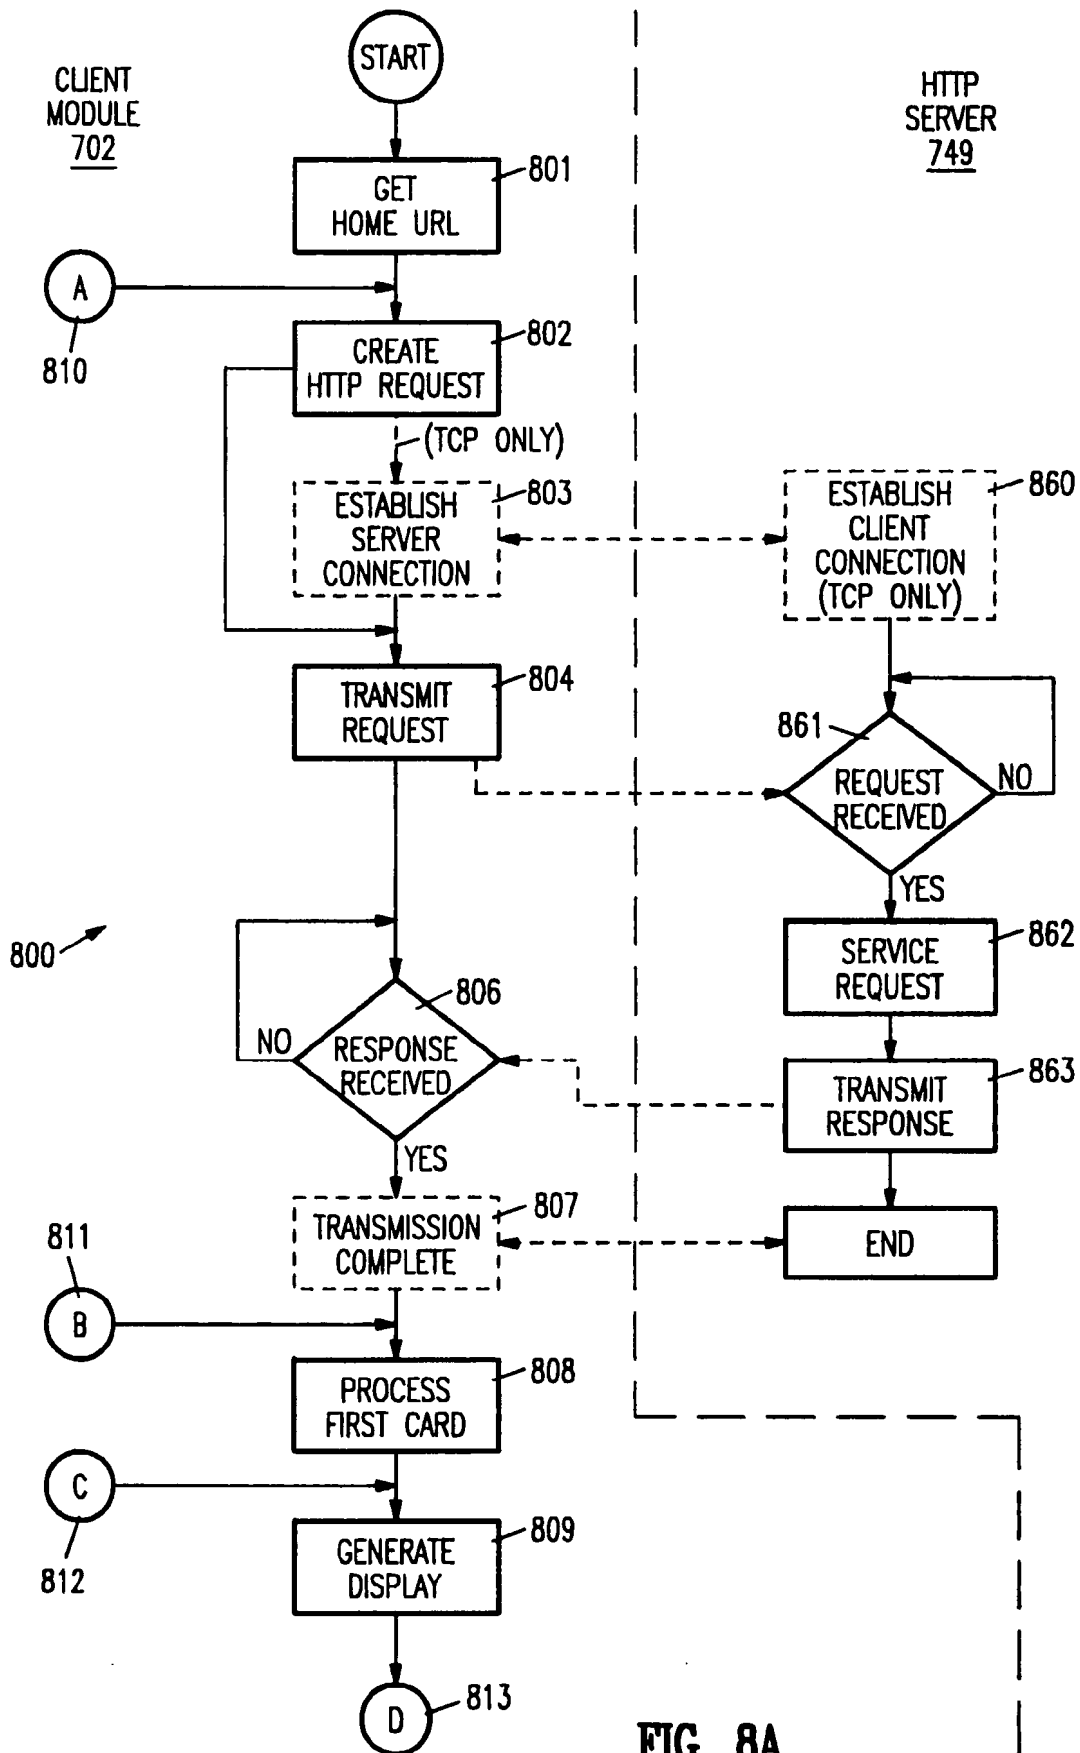 START
CLIENT
MODULE
702
HTTP
SERVER
749
801
GET
HOME URL
A
810
802
CREATE
HTTP REQUEST
(TCP ONLY)
803
ESTABLISH
SERVER
CONNECTION
860
ESTABLISH
CLIENT
CONNECTION
(TCP ONLY)
804
TRANSMIT
REQUEST
861
REQUEST
RECEIVED
NO
YES
800
862
SERVICE
REQUEST
806
NO
RESPONSE
RECEIVED
YES
863
TRANSMIT
RESPONSE
807
TRANSMISSION
COMPLETE
END
811
B
808
PROCESS
FIRST CARD
C
812
809
GENERATE
DISPLAY
813
D
FIG. 8A